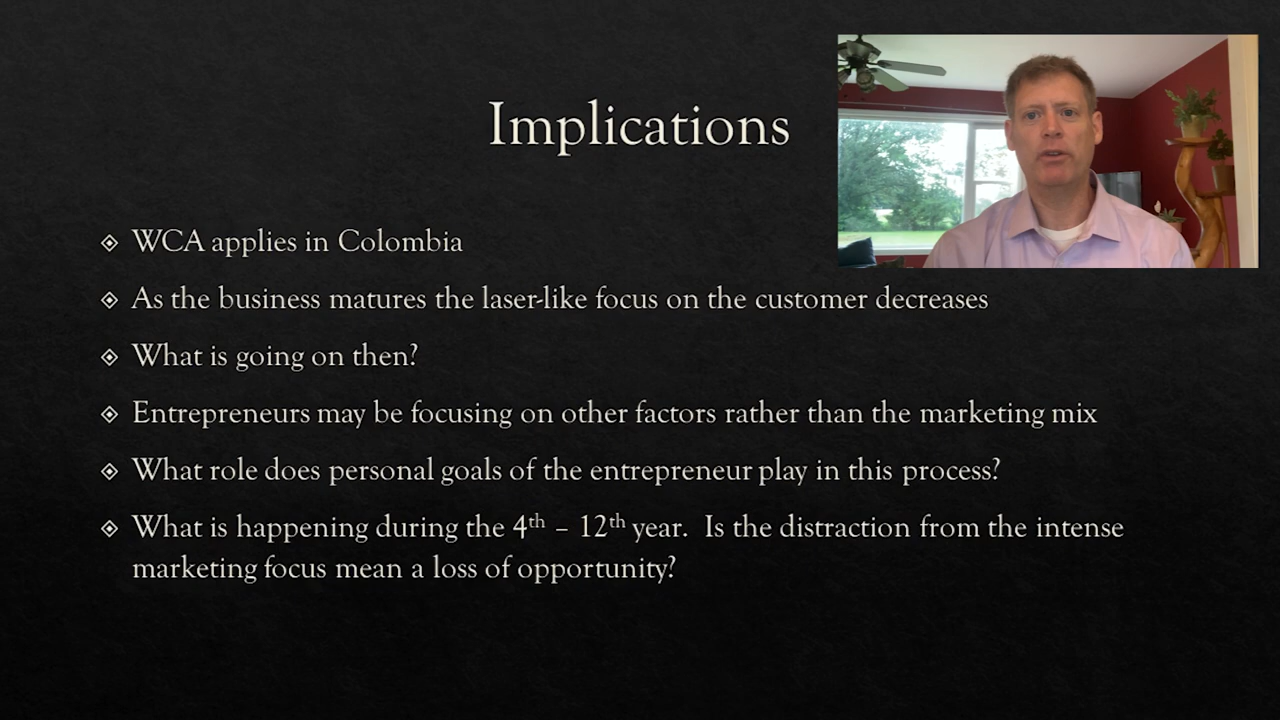 Implications
WCA applies in Colombia
As the business matures the laser-like focus on the customer decreases
What is going on then?
Entrepreneurs may be focusing on other factors rather than the marketing mix
What role does personal goals of the entrepreneur play in this process?
What is happening during the 4th – 12th year.  Is the distraction from the intense
marketing focus mean a loss of opportunity?